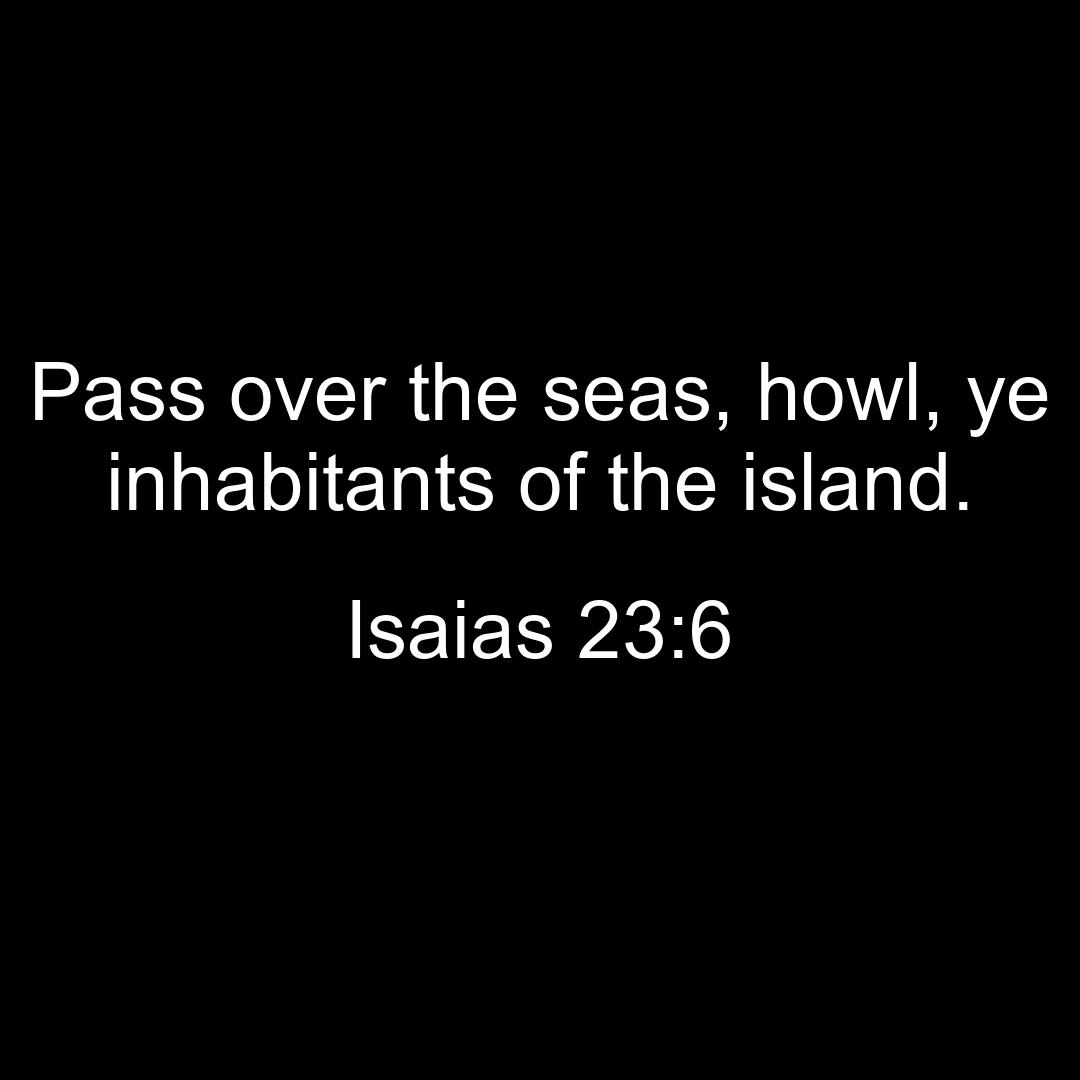 Pass over the seas, howl, ye
inhabitants of the island.
Isaias 23:6